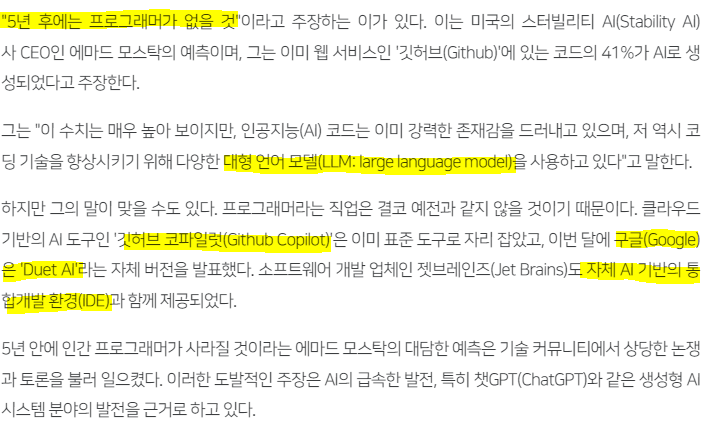 "5년 후에는 프로그래머가 없을 것"이라고 주장하는 이가 있다. 이는 미국의 스터빌리티 AI(Stability AI)
사 CEO인 에마드 모스탁의 예측이며, 그는 이미 웹 서비스인 '깃허브(Github)'에 있는 코드의 41%가 AI로 생
성되었다고 주장한다.
그는 "이 수치는 매우 높아 보이지만, 인공지능(AI) 코드는 이미 강력한 존재감을 드러내고 있으며, 저 역시 코
딩 기술을 향상시키기 위해 다양한 대형 언어 모델(LLM: large language model)을 사용하고 있다"고 말한다.
하지만 그의 말이 맞을 수도 있다. 프로그래머라는 직업은 결코 예전과 같지 않을 것이기 때문이다. 클라우드
기반의 AI 도구인 '깃허브 코파일럿(Github Copilot)'은 이미 표준 도구로 자리 잡았고, 이번 달에 구글(Google)
은 'Duet AI'라는 자체 버전을 발표했다. 소프트웨어 개발 업체인 젯브레인즈(Jet Brains)도 자체 AI 기반의 통
합개발 환경(IDE)과 함께 제공되었다.
5년 안에 인간 프로그래머가 사라질 것이라는 에마드 모스탁의 대담한 예측은 기술 커뮤니티에서 상당한 논쟁
과 토론을 불러 일으켰다. 이러한 도발적인 주장은 AI의 급속한 발전, 특히 챗GPT(ChatGPT)와 같은 생성형 AI
시스템 분야의 발전을 근거로 하고 있다.